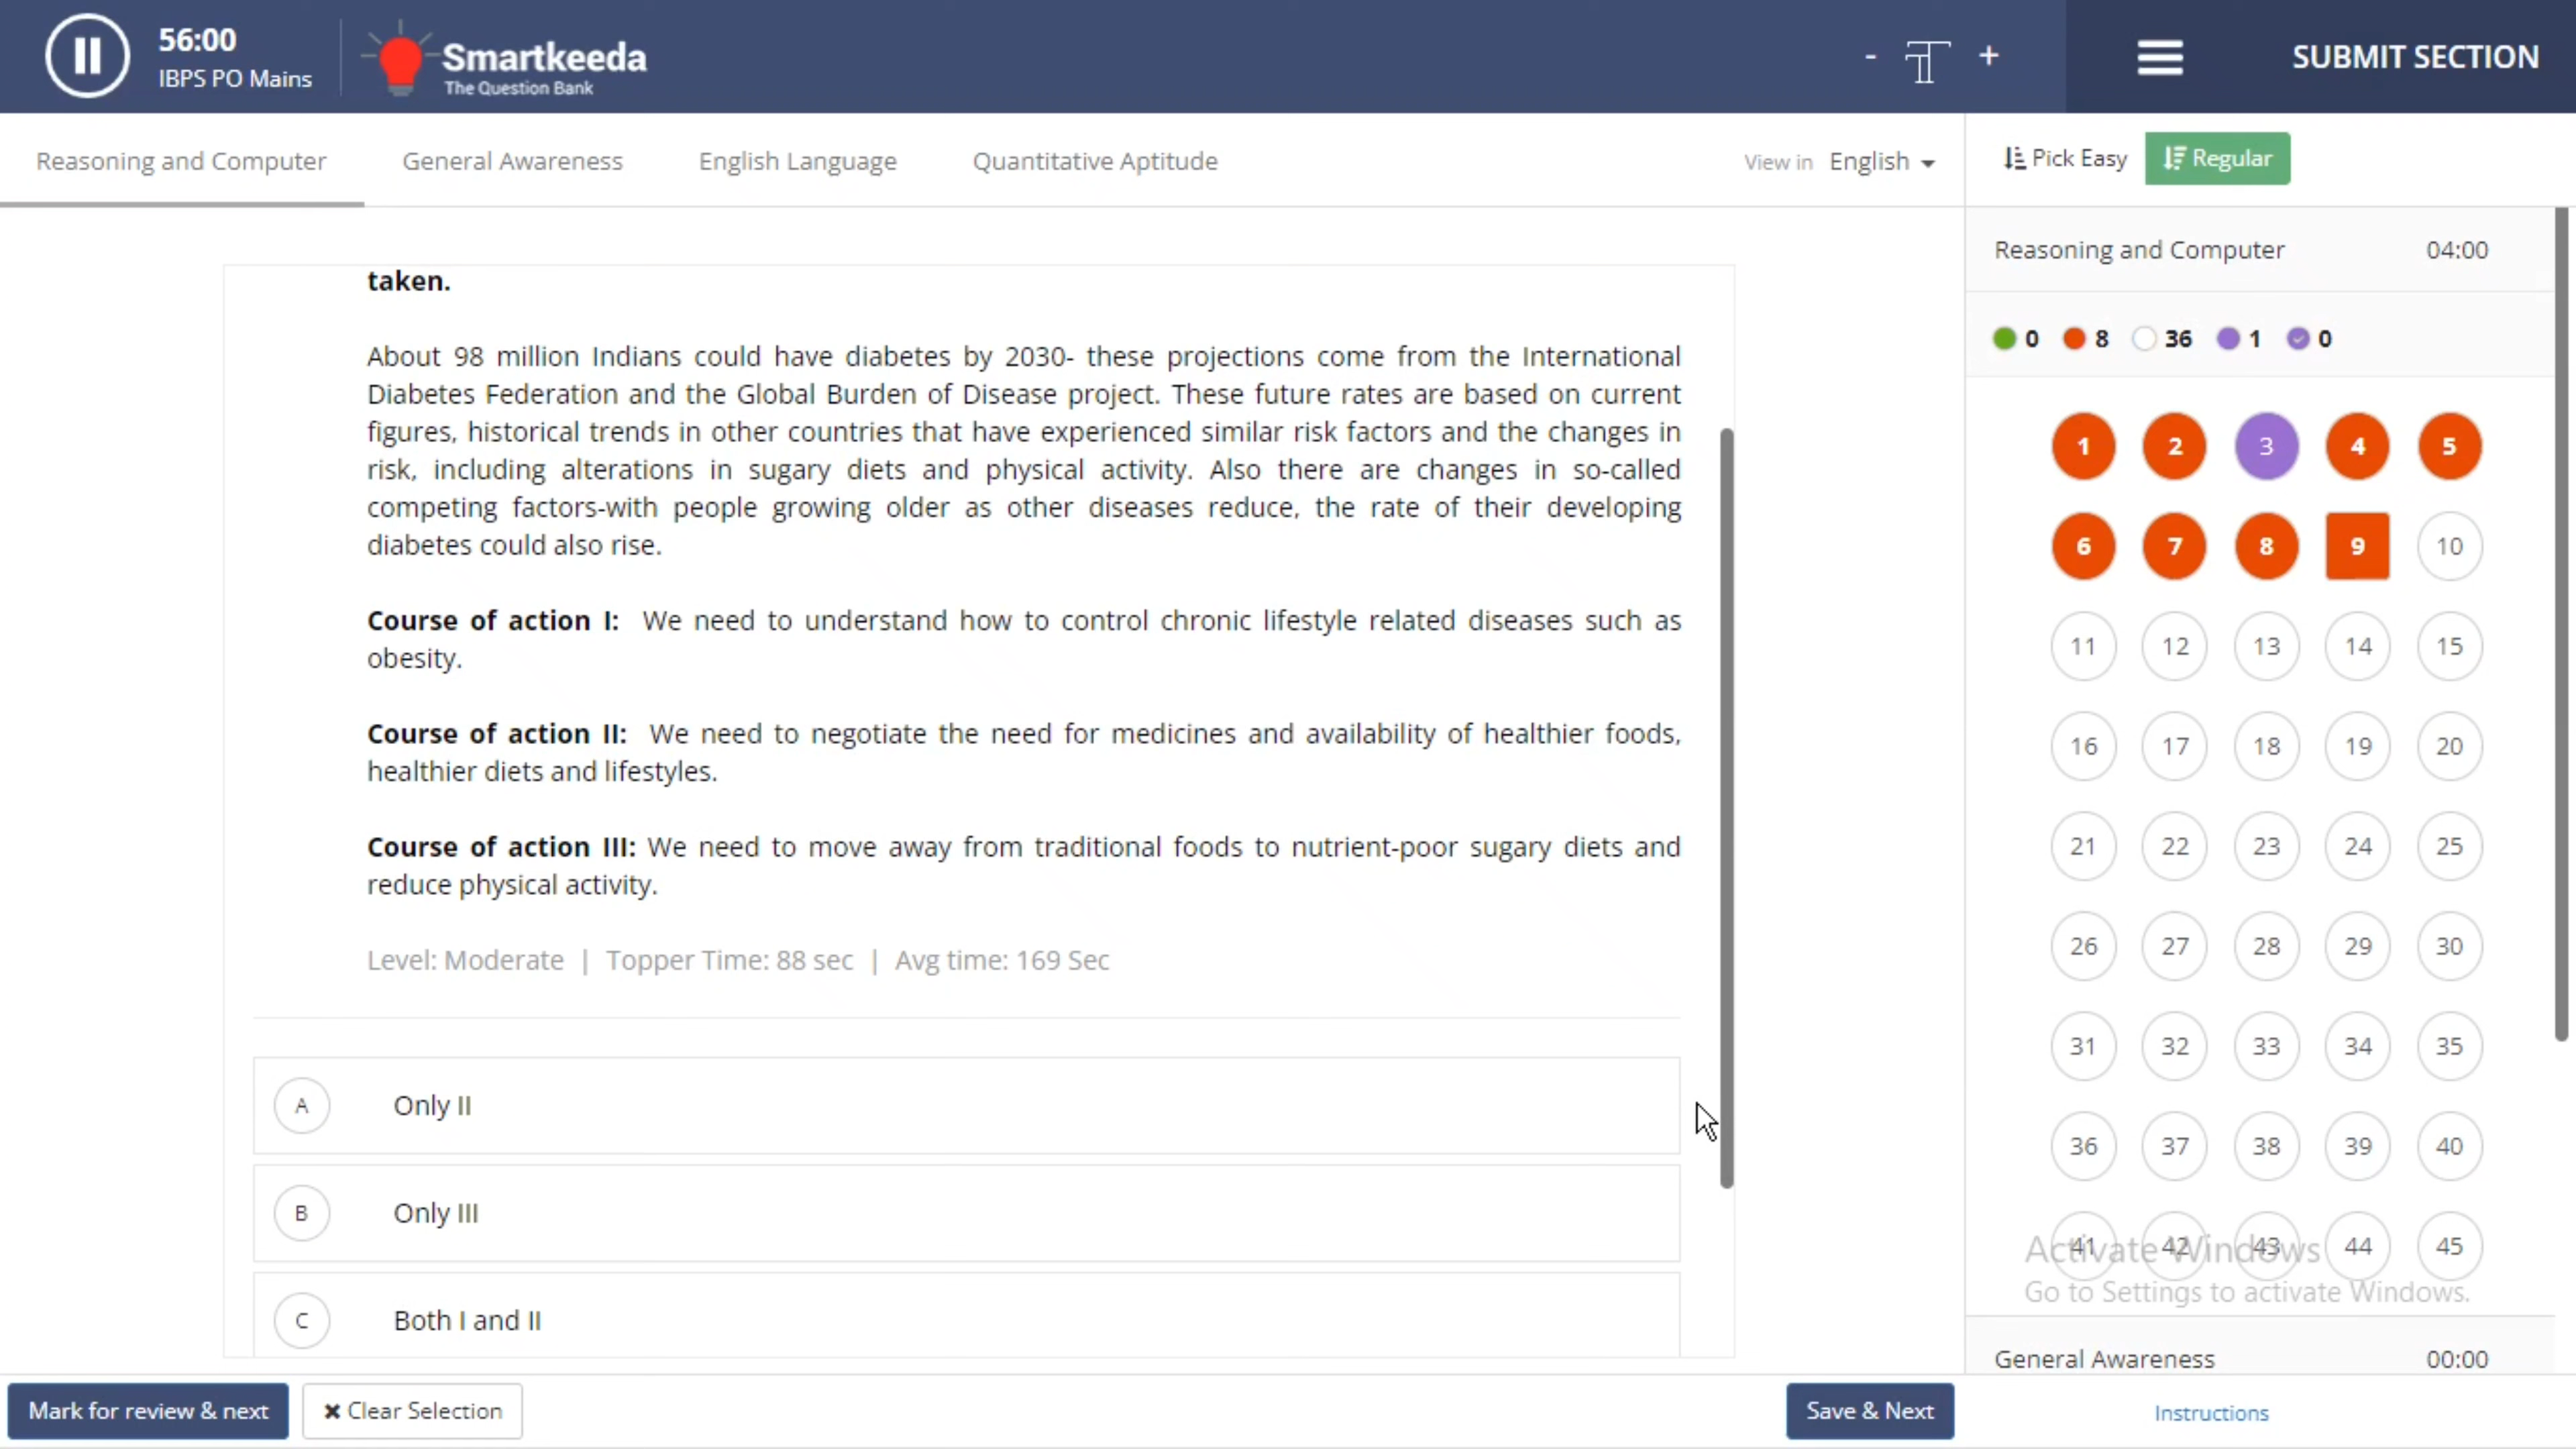 56:00
IBPS PO Mains
Smartkeeda
The Question Bank
- T +
SUBMIT SECTION
Reasoning and Computer
General Awareness
English Language
Quantitative Aptitude
View in English
Pick Easy
Regular
Reasoning and Computer 04:00
0 8 36 1 0
taken.
About 98 million Indians could have diabetes by 2030- these projections come from the International
Diabetes Federation and the Global Burden of Disease project. These future rates are based on current
figures, historical trends in other countries that have experienced similar risk factors and the changes in
risk, including alterations in sugary diets and physical activity. Also there are changes in so-called
competing factors-with people growing older as other diseases reduce, the rate of their developing
diabetes could also rise.
Course of action I: We need to understand how to control chronic lifestyle related diseases such as
obesity.
Course of action II: We need to negotiate the need for medicines and availability of healthier foods,
healthier diets and lifestyles.
Course of action III: We need to move away from traditional foods to nutrient-poor sugary diets and
reduce physical activity.
Level: Moderate | Topper Time: 88 sec | Avg time: 169 Sec
A Only II
B Only III
C Both I and II
1 2 3 4 5
6 7 8 9 10
11 12 13 14 15
16 17 18 19 20
21 22 23 24 25
26 27 28 29 30
31 32 33 34 35
36 37 38 39 40
41 42 43 44 45
Activate Windows
Go to Settings to activate Windows.
General Awareness 00:00
Mark for review & next
Clear Selection
Save & Next
Instructions